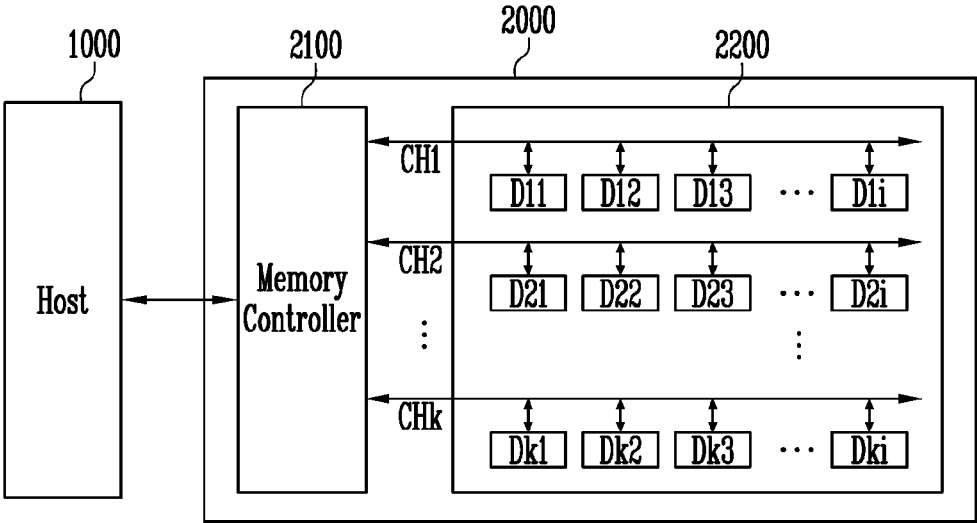 1000
2000
2100
2200
CH1
D11 D12 D13 ... D1i
CH2
D21 D22 D23 ... D2i
Host
Memory
Controller
CHk
Dk1 Dk2 Dk3 ... Dki